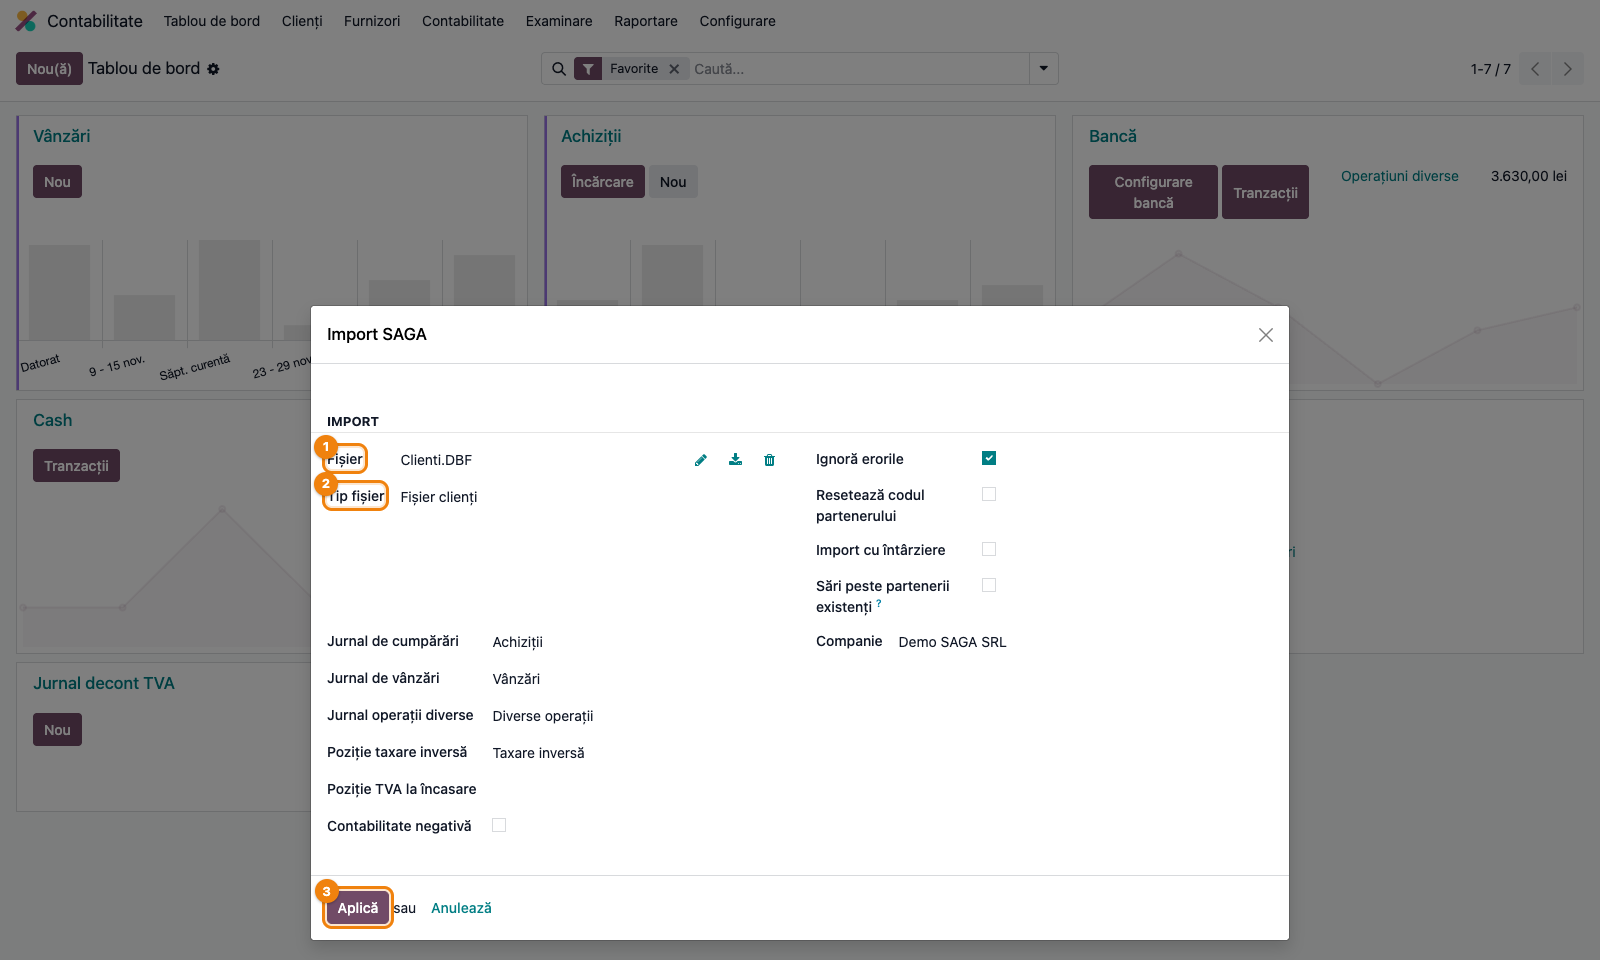 Contabilitate Tablou de bord Clienți Furnizori Contabilitate Examinare Raportare Configurare
Nou(ă) Tablou de bord Favorite Caută... 1-7 / 7
Vânzări
Nou
Datorat 9 - 15 nov. Săpt. curentă 23 - 29 nov.
Achiziții
Încărcare Nou
Bancă
Configurare bancă Tranzacții Operațiuni diverse 3.630,00 lei
Cash
Tranzacții
Jurnal decont TVA
Nou
ri
Import SAGA
IMPORT
1
Fișier Clienti.DBF
2
Tip fișier Fișier clienți
Ignoră erorile
Resetează codul
partenerului
Import cu întârziere
Sări peste partenerii
existenți ?
Jurnal de cumpărări Achiziții
Companie Demo SAGA SRL
Jurnal de vânzări Vânzări
Jurnal operații diverse Diverse operații
Poziție taxare inversă Taxare inversă
Poziție TVA la încasare
Contabilitate negativă
3
Aplică sau Anulează